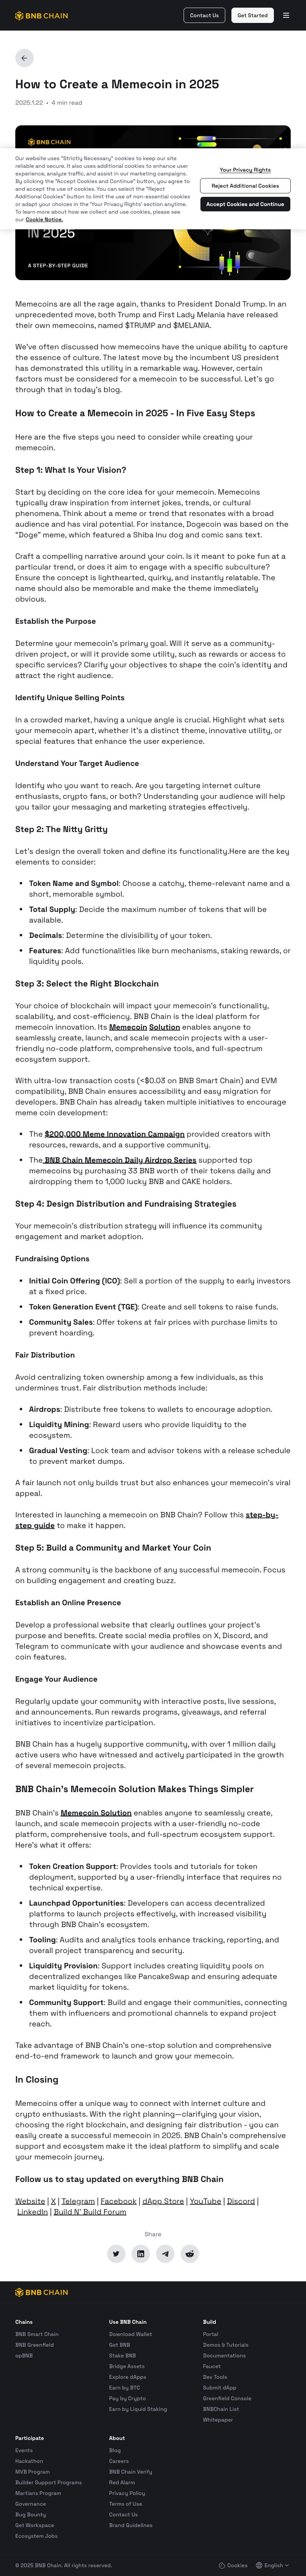 BNB CHAIN
Contact Us
Get Started
How to Create a Memecoin in 2025
2025.1.22 • 4 min read
BNB CHAIN
Our website uses "Strictly Necessary" cookies to keep our site
reliable and secure. It also uses additional cookies to enhance user
experience, analyze traffic, and assist in our marketing campaigns.
By clicking the "Accept Cookies and Continue" button, you agree to
and accept the use of cookies. You can select the "Reject
Additional Cookies" button to limit the use of non-essential cookies
or adapt your choices in the 'Your Privacy Rights' section anytime.
To learn more about how we collect and use cookies, please see
our Cookie Notice.
Your Privacy Rights
Reject Additional Cookies
Accept Cookies and Continue
IN 2025
A STEP-BY-STEP GUIDE
Memecoins are all the rage again, thanks to President Donald Trump. In an
unprecedented move, both Trump and First Lady Melania have released
their own memecoins, named $TRUMP and $MELANIA.
We've often discussed how memecoins have the unique ability to capture
the essence of a culture. The latest move by an incumbent US president
has demonstrated this utility in a remarkable way. However, certain
factors must be considered for a memecoin to be successful. Let's go
through that in today's blog.
How to Create a Memecoin in 2025 - In Five Easy Steps
Here are the five steps you need to consider while creating your
memecoin.
Step 1: What Is Your Vision?
Start by deciding on the core idea for your memecoin. Memecoins
typically draw inspiration from internet jokes, trends, or cultural
phenomena. Think about a meme or theme that resonates with a broad
audience and has viral potential. For instance, Dogecoin was based on the
"Doge" meme, which featured a Shiba Inu dog and comic sans text.
Craft a compelling narrative around your coin. Is it meant to poke fun at a
particular trend, or does it aim to engage with a specific subculture?
Ensure the concept is lighthearted, quirky, and instantly relatable. The
name should also be memorable and make the humor immediately
obvious.
Establish the Purpose
Determine your memecoin's primary goal. Will it serve as a community-
driven project, or will it provide some utility, such as rewards or access to
specific services? Clarify your objectives to shape the coin's identity and
attract the right audience.
Identify Unique Selling Points
In a crowded market, having a unique angle is crucial. Highlight what sets
your memecoin apart, whether it's a distinct theme, innovative utility, or
special features that enhance the user experience.
Understand Your Target Audience
Identify who you want to reach. Are you targeting internet culture
enthusiasts, crypto fans, or both? Understanding your audience will help
you tailor your messaging and marketing strategies effectively.
Step 2: The Nitty Gritty
Let's design the overall token and define its functionality.Here are the key
elements to consider:
• Token Name and Symbol: Choose a catchy, theme-relevant name and a
short, memorable symbol.
• Total Supply: Decide the maximum number of tokens that will be
available.
• Decimals: Determine the divisibility of your token.
• Features: Add functionalities like burn mechanisms, staking rewards, or
liquidity pools.
Step 3: Select the Right Blockchain
Your choice of blockchain will impact your memecoin's functionality,
scalability, and cost-efficiency. BNB Chain is the ideal platform for
memecoin innovation. Its Memecoin Solution enables anyone to
seamlessly create, launch, and scale memecoin projects with a user-
friendly no-code platform, comprehensive tools, and full-spectrum
ecosystem support.
With ultra-low transaction costs (<$0.03 on BNB Smart Chain) and EVM
compatibility, BNB Chain ensures accessibility and easy migration for
developers. BNB Chain has already taken multiple initiatives to encourage
meme coin development:
• The $200,000 Meme Innovation Campaign provided creators with
resources, rewards, and a supportive community.
• The BNB Chain Memecoin Daily Airdrop Series supported top
memecoins by purchasing 33 BNB worth of their tokens daily and
airdropping them to 1,000 lucky BNB and CAKE holders.
Step 4: Design Distribution and Fundraising Strategies
Your memecoin's distribution strategy will influence its community
engagement and market adoption.
Fundraising Options
• Initial Coin Offering (ICO): Sell a portion of the supply to early investors
at a fixed price.
• Token Generation Event (TGE): Create and sell tokens to raise funds.
• Community Sales: Offer tokens at fair prices with purchase limits to
prevent hoarding.
Fair Distribution
Avoid centralizing token ownership among a few individuals, as this
undermines trust. Fair distribution methods include:
• Airdrops: Distribute free tokens to wallets to encourage adoption.
• Liquidity Mining: Reward users who provide liquidity to the
ecosystem.
• Gradual Vesting: Lock team and advisor tokens with a release schedule
to prevent market dumps.
A fair launch not only builds trust but also enhances your memecoin's viral
appeal.
Interested in launching a memecoin on BNB Chain? Follow this step-by-
step guide to make it happen.
Step 5: Build a Community and Market Your Coin
A strong community is the backbone of any successful memecoin. Focus
on building engagement and creating buzz.
Establish an Online Presence
Develop a professional website that clearly outlines your project's
purpose and benefits. Create social media profiles on X, Discord, and
Telegram to communicate with your audience and showcase events and
coin features.
Engage Your Audience
Regularly update your community with interactive posts, live sessions,
and announcements. Run rewards programs, giveaways, and referral
initiatives to incentivize participation.
BNB Chain has a hugely supportive community, with over 1 million daily
active users who have witnessed and actively participated in the growth
of several memecoin projects.
BNB Chain's Memecoin Solution Makes Things Simpler
BNB Chain's Memecoin Solution enables anyone to seamlessly create,
launch, and scale memecoin projects with a user-friendly no-code
platform, comprehensive tools, and full-spectrum ecosystem support.
Here's what it offers:
• Token Creation Support: Provides tools and tutorials for token
deployment, supported by a user-friendly interface that requires no
technical expertise.
• Launchpad Opportunities: Developers can access decentralized
platforms to launch projects effectively, with increased visibility
through BNB Chain's ecosystem.
• Tooling: Audits and analytics tools enhance tracking, reporting, and
overall project transparency and security.
• Liquidity Provision: Support includes creating liquidity pools on
decentralized exchanges like PancakeSwap and ensuring adequate
market liquidity for tokens.
• Community Support: Build and engage their communities, connecting
them with influencers and promotional channels to expand project
reach.
Take advantage of BNB Chain's one-stop solution and comprehensive
end-to-end framework to launch and grow your memecoin.
In Closing
Memecoins offer a unique way to connect with internet culture and
crypto enthusiasts. With the right planning—clarifying your vision,
choosing the right blockchain, and designing fair distribution - you can
easily create a successful memecoin in 2025. BNB Chain's comprehensive
support and ecosystem make it the ideal platform to simplify and scale
your memecoin journey.
Follow us to stay updated on everything BNB Chain
Website | X | Telegram | Facebook | dApp Store | YouTube | Discord |
LinkedIn | Build N' Build Forum
Share
BNB CHAIN
Chains
BNB Smart Chain
BNB Greenfield
opBNB
Use BNB Chain
Download Wallet
Get BNB
Stake BNB
Bridge Assets
Explore dApps
Earn by BTC
Pay by Crypto
Earn by Liquid Staking
Build
Portal
Demos & Tutorials
Documentations
Faucet
Dev Tools
Submit dApp
Greenfield Console
BNBChain List
Whitepaper
Participate
Events
Hackathon
MVB Program
Builder Support Programs
Martians Program
Governance
Bug Bounty
Get Workspace
Ecosystem Jobs
About
Blog
Careers
BNB Chain Verify
Red Alarm
Privacy Policy
Terms of Use
Contact Us
Brand Guidelines
© 2025 BNB Chain. All rights reserved.
Cookies
English